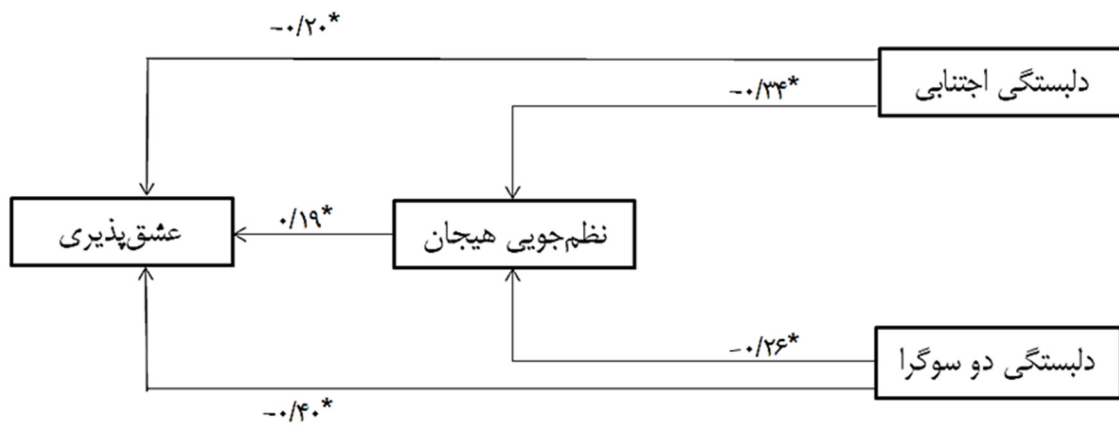 −۰/۲۰*
دلبستگی اجتنابی
−۰/۳۴*
نظم‌جویی هیجان
۰/۱۹*
عشق‌پذیری
−۰/۲۶*
دلبستگی دو سوگرا
−۰/۴۰*